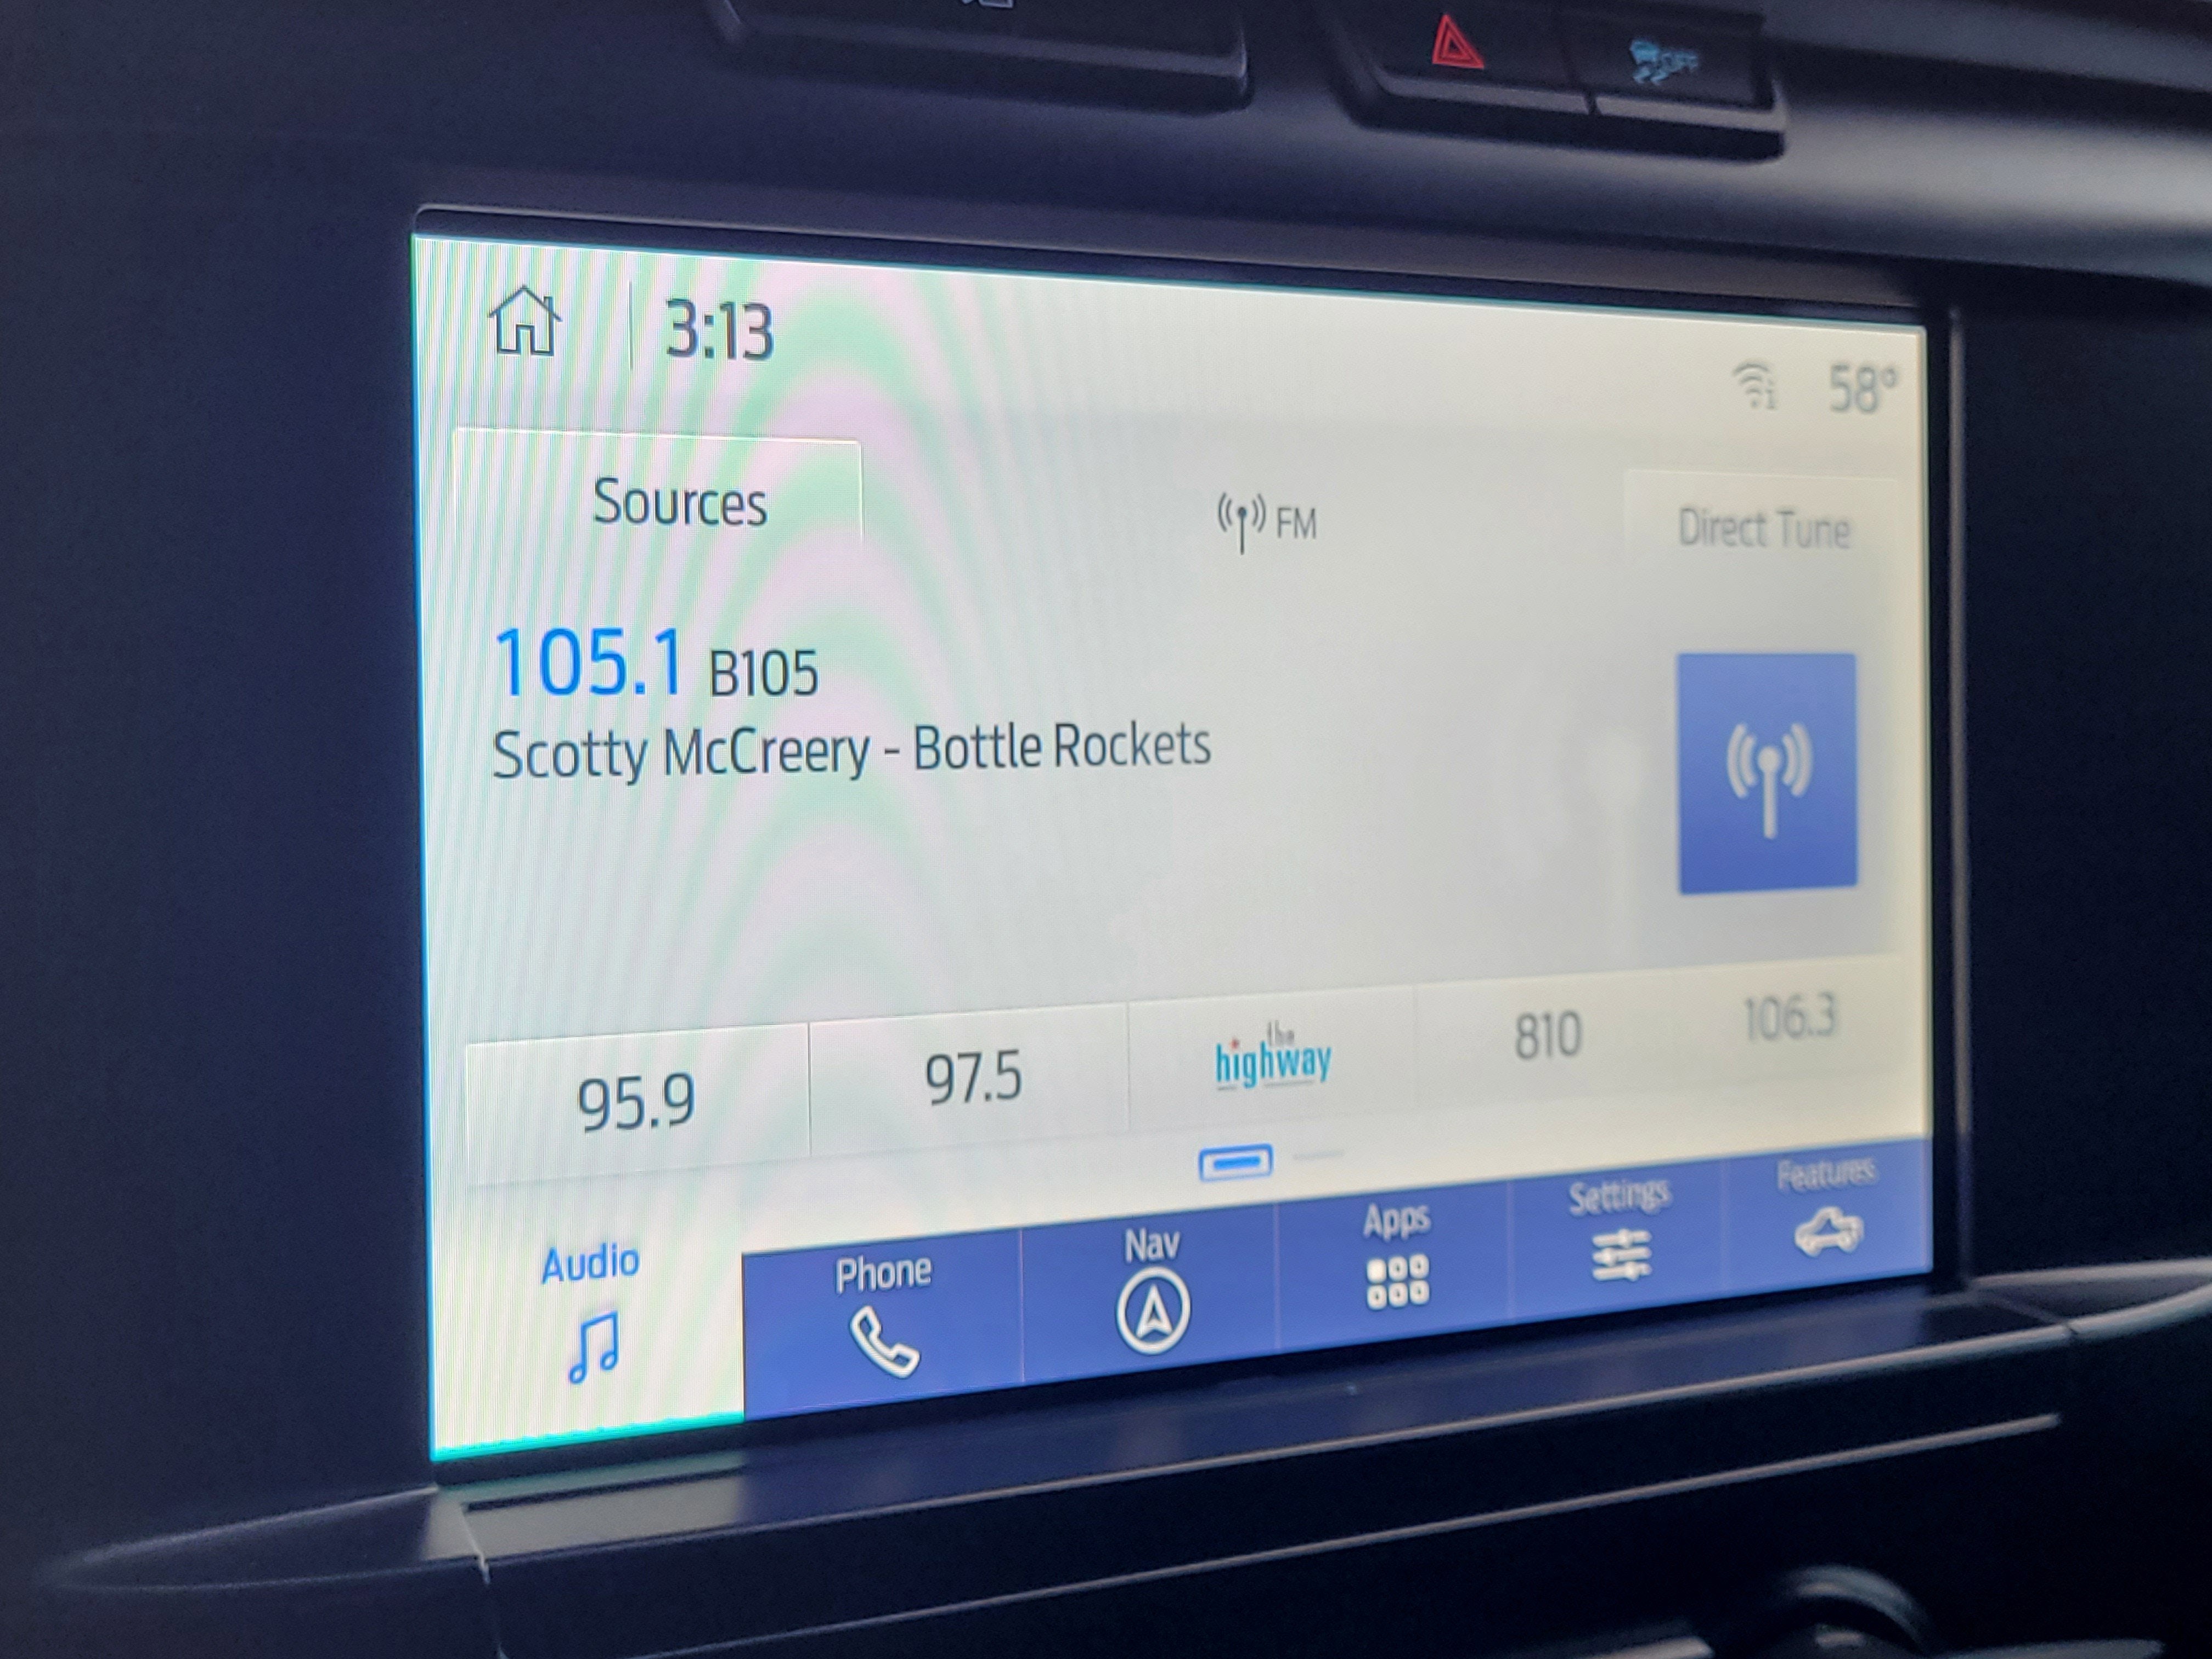 OFF
3:13
58°
Sources
FM
Direct Tune
105.1 B105
Scotty McCreery - Bottle Rockets
95.9
97.5
the highway
810
106.3
Audio
Phone
Nav
Apps
Settings
Features